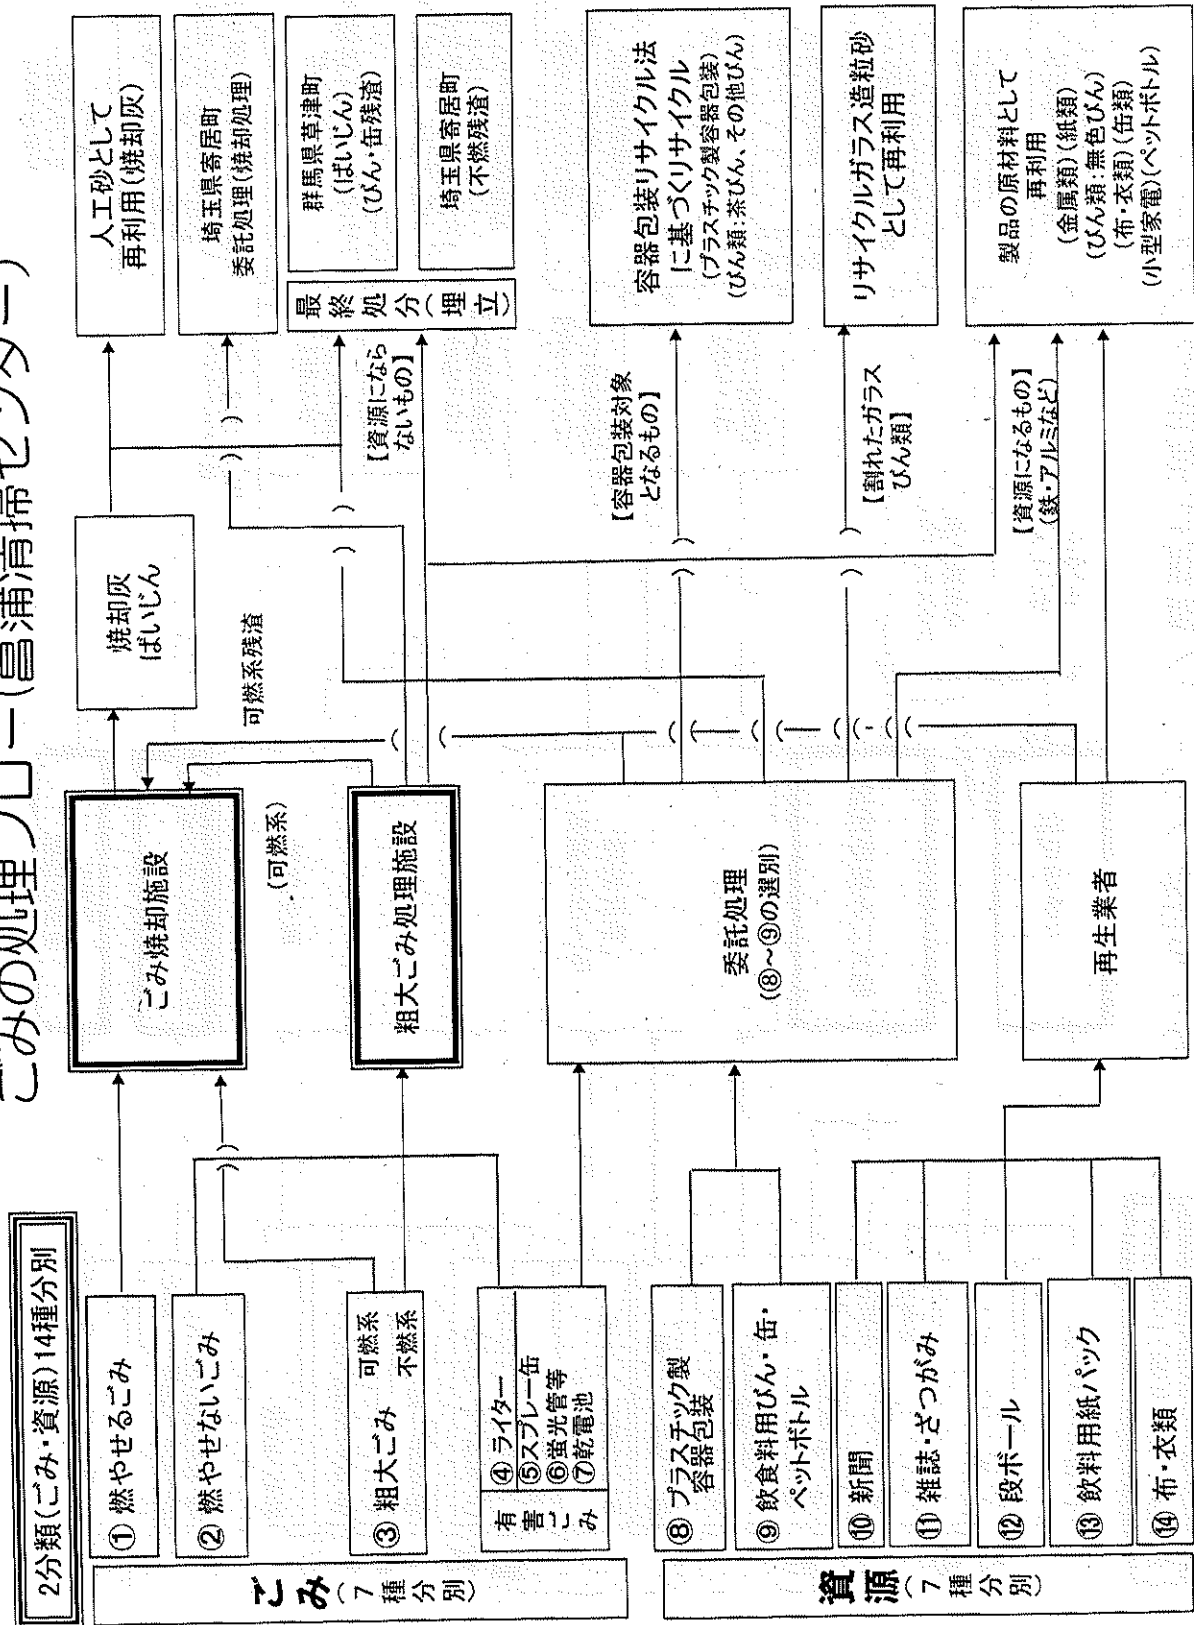 ごみの処理フロー(菖蒲清掃センター)
2分類(ごみ・資源)14種分別
ごみ(7種分別)
① 燃やせるごみ
② 燃やせないごみ
③ 粗大ごみ
可燃系
不燃系
有害ごみ
④ライター
⑤スプレー缶
⑥蛍光管等
⑦乾電池
資源(7種分別)
⑧ プラスチック製
容器包装
⑨ 飲食料用びん・缶・
ペットボトル
⑩ 新聞
⑪ 雑誌・ざつがみ
⑫ 段ボール
⑬ 飲料用紙パック
⑭ 布・衣類
ごみ焼却施設
(可燃系)
粗大ごみ処理施設
委託処理
(⑧~⑨の選別)
再生業者
焼却灰
ばいじん
可燃系残渣
【資源になら
ないもの】
【容器包装対象
となるもの】
【割れたガラス
びん類】
【資源になるもの】
(鉄・アルミなど)
人工砂として
再利用(焼却灰)
埼玉県寄居町
委託処理(焼却処理)
最終処分(埋立)
群馬県草津町
(ばいじん)
(びん・缶残渣)
埼玉県寄居町
(不燃残渣)
容器包装リサイクル法
に基づくリサイクル
(プラスチック製容器包装)
(びん類:茶びん、その他びん)
リサイクルガラス造粒砂
として再利用
製品の原材料として
再利用
(金属類)(紙類)
(びん類:無色びん)
(布・衣類)(缶類)
(小型家電)(ペットボトル)